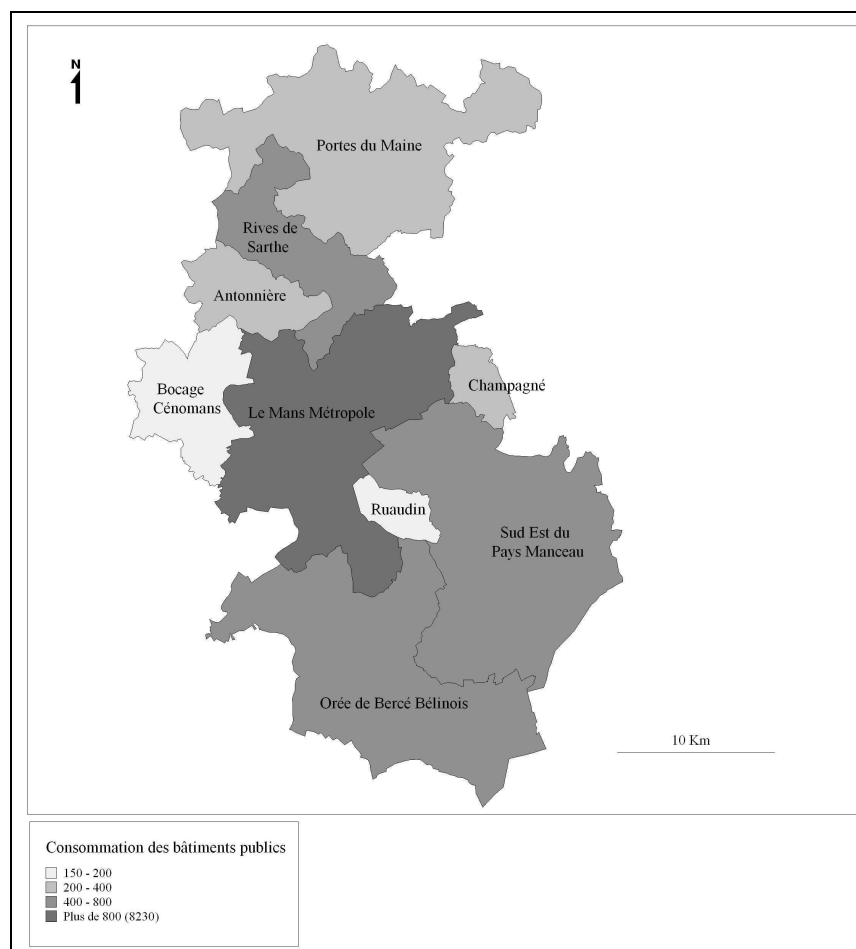 N
Portes du Maine
Rives de
Sarthe
Antonnière
Bocage
Cénomans
Le Mans Métropole
Champagné
Ruaudin
Sud Est du
Pays Manceau
Orée de Bercé Bélinois
10 Km
Consommation des bâtiments publics
150 - 200
200 - 400
400 - 800
Plus de 800 (8230)